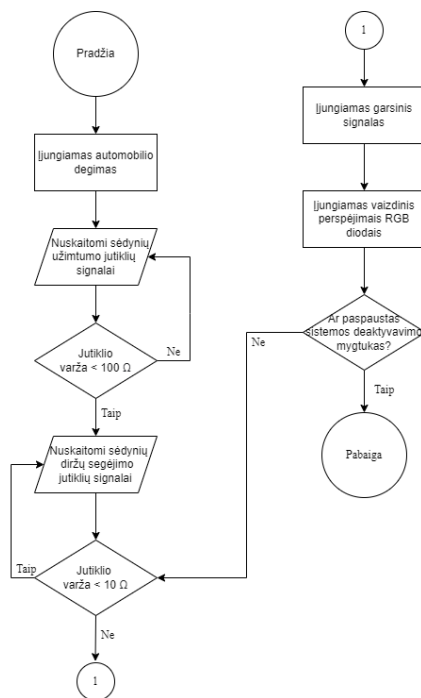 Pradžia
Įjungiamas automobilio
degimas
Nuskaitomi sėdynių
užimtumo jutiklių
signalai
Jutiklio
varža < 100 Ω
Ne
Taip
Nuskaitomi sėdynių
diržų segėjimo
jutiklių signalai
Jutiklio
varža < 10 Ω
Taip
Ne
1
1
Įjungiamas garsinis
signalas
Įjungiamas vaizdinis
perspėjimais RGB
diodais
Ar paspaustas
sistemos deaktyvavimo
mygtukas?
Ne
Taip
Pabaiga